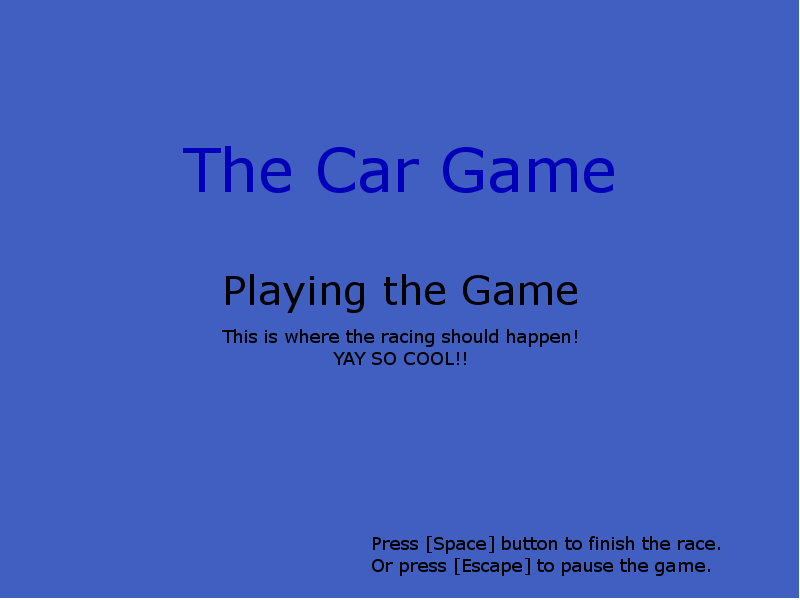 The Car Game
Playing the Game
This is where the racing should happen!
YAY SO COOL!!
Press [Space] button to finish the race.
Or press [Escape] to pause the game.